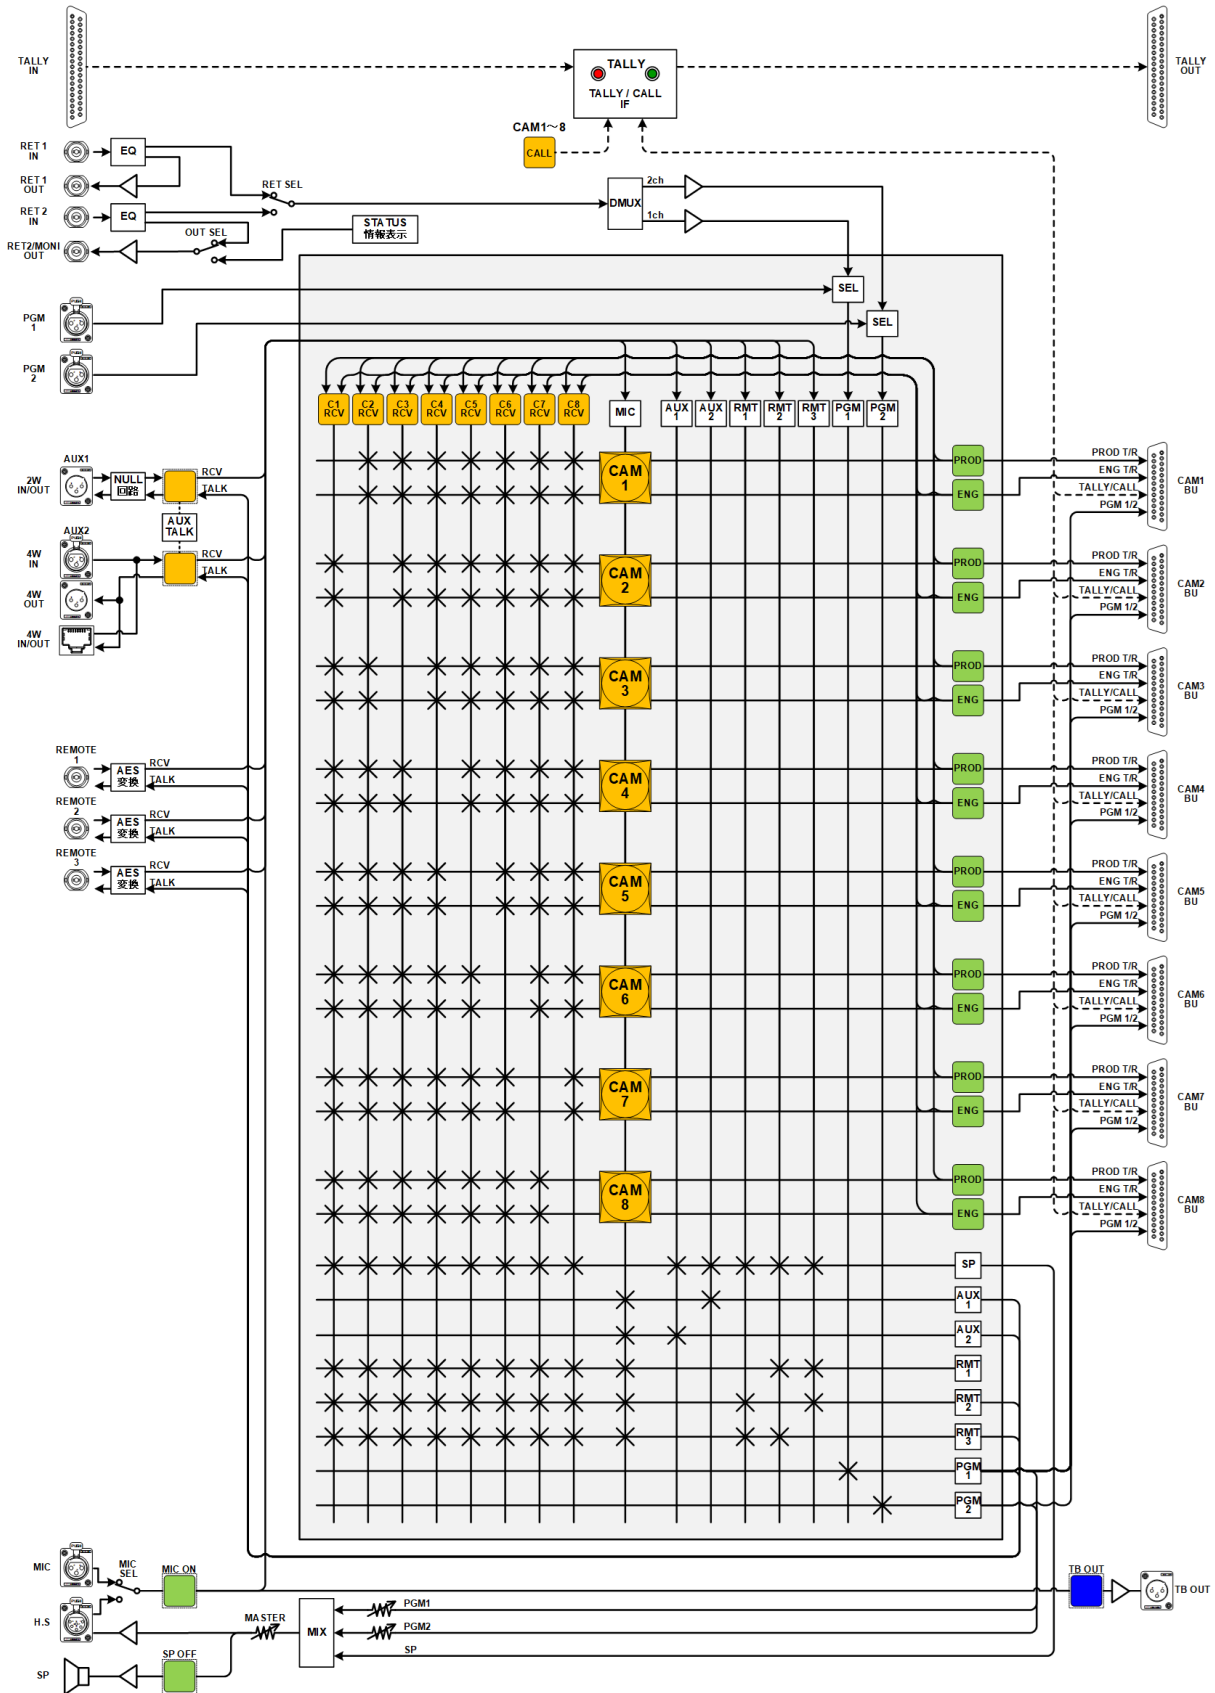 TALLY
IN
TALLY
TALLY / CALL
IF
TALLY
OUT
CAM1～8
CALL
RET 1
IN
EQ
RET 1
OUT
RET SEL
2ch
DMUX
1ch
RET 2
IN
EQ
OUT SEL
STATUS
情報表示
RET2/MONI
OUT
SEL
SEL
PGM
1
PGM
2
C1
RCV
C2
RCV
C3
RCV
C4
RCV
C5
RCV
C6
RCV
C7
RCV
C8
RCV
MIC
AUX
1
AUX
2
RMT
1
RMT
2
RMT
3
PGM
1
PGM
2
AUX1
2W
IN/OUT
NULL
回路
RCV
TALK
AUX
TALK
AUX2
4W
IN
RCV
TALK
4W
OUT
4W
IN/OUT
REMOTE
1
AES
変換
RCV
TALK
REMOTE
2
AES
変換
RCV
TALK
REMOTE
3
AES
変換
RCV
TALK
CAM
1
PROD
ENG
PROD T/R
ENG T/R
TALLY/CALL
PGM 1/2
CAM1
BU
CAM
2
PROD
ENG
PROD T/R
ENG T/R
TALLY/CALL
PGM 1/2
CAM2
BU
CAM
3
PROD
ENG
PROD T/R
ENG T/R
TALLY/CALL
PGM 1/2
CAM3
BU
CAM
4
PROD
ENG
PROD T/R
ENG T/R
TALLY/CALL
PGM 1/2
CAM4
BU
CAM
5
PROD
ENG
PROD T/R
ENG T/R
TALLY/CALL
PGM 1/2
CAM5
BU
CAM
6
PROD
ENG
PROD T/R
ENG T/R
TALLY/CALL
PGM 1/2
CAM6
BU
CAM
7
PROD
ENG
PROD T/R
ENG T/R
TALLY/CALL
PGM 1/2
CAM7
BU
CAM
8
PROD
ENG
PROD T/R
ENG T/R
TALLY/CALL
PGM 1/2
CAM8
BU
SP
AUX
1
AUX
2
RMT
1
RMT
2
RMT
3
PGM
1
PGM
2
MIC
MIC
SEL
MIC ON
TB OUT
TB OUT
H.S
MASTER
MIX
PGM1
PGM2
SP
SP OFF
SP